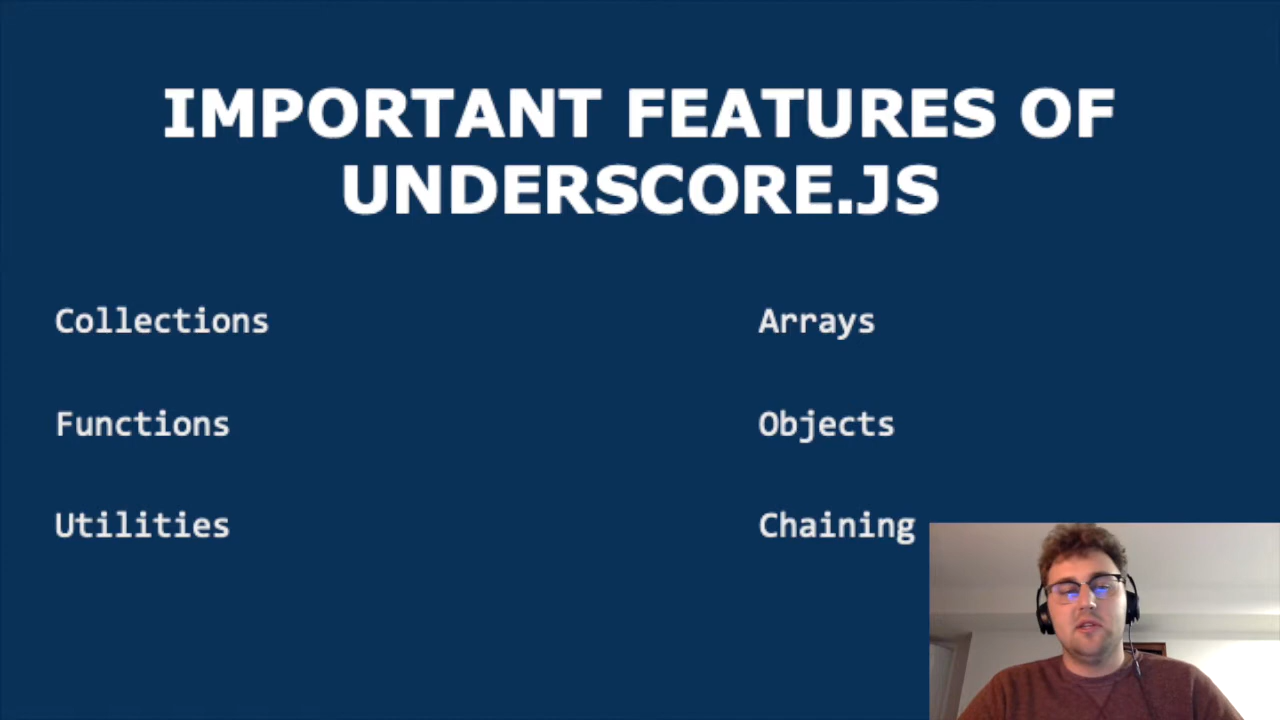 IMPORTANT FEATURES OF
UNDERSCORE.JS
Collections
Arrays
Functions
Objects
Utilities
Chaining